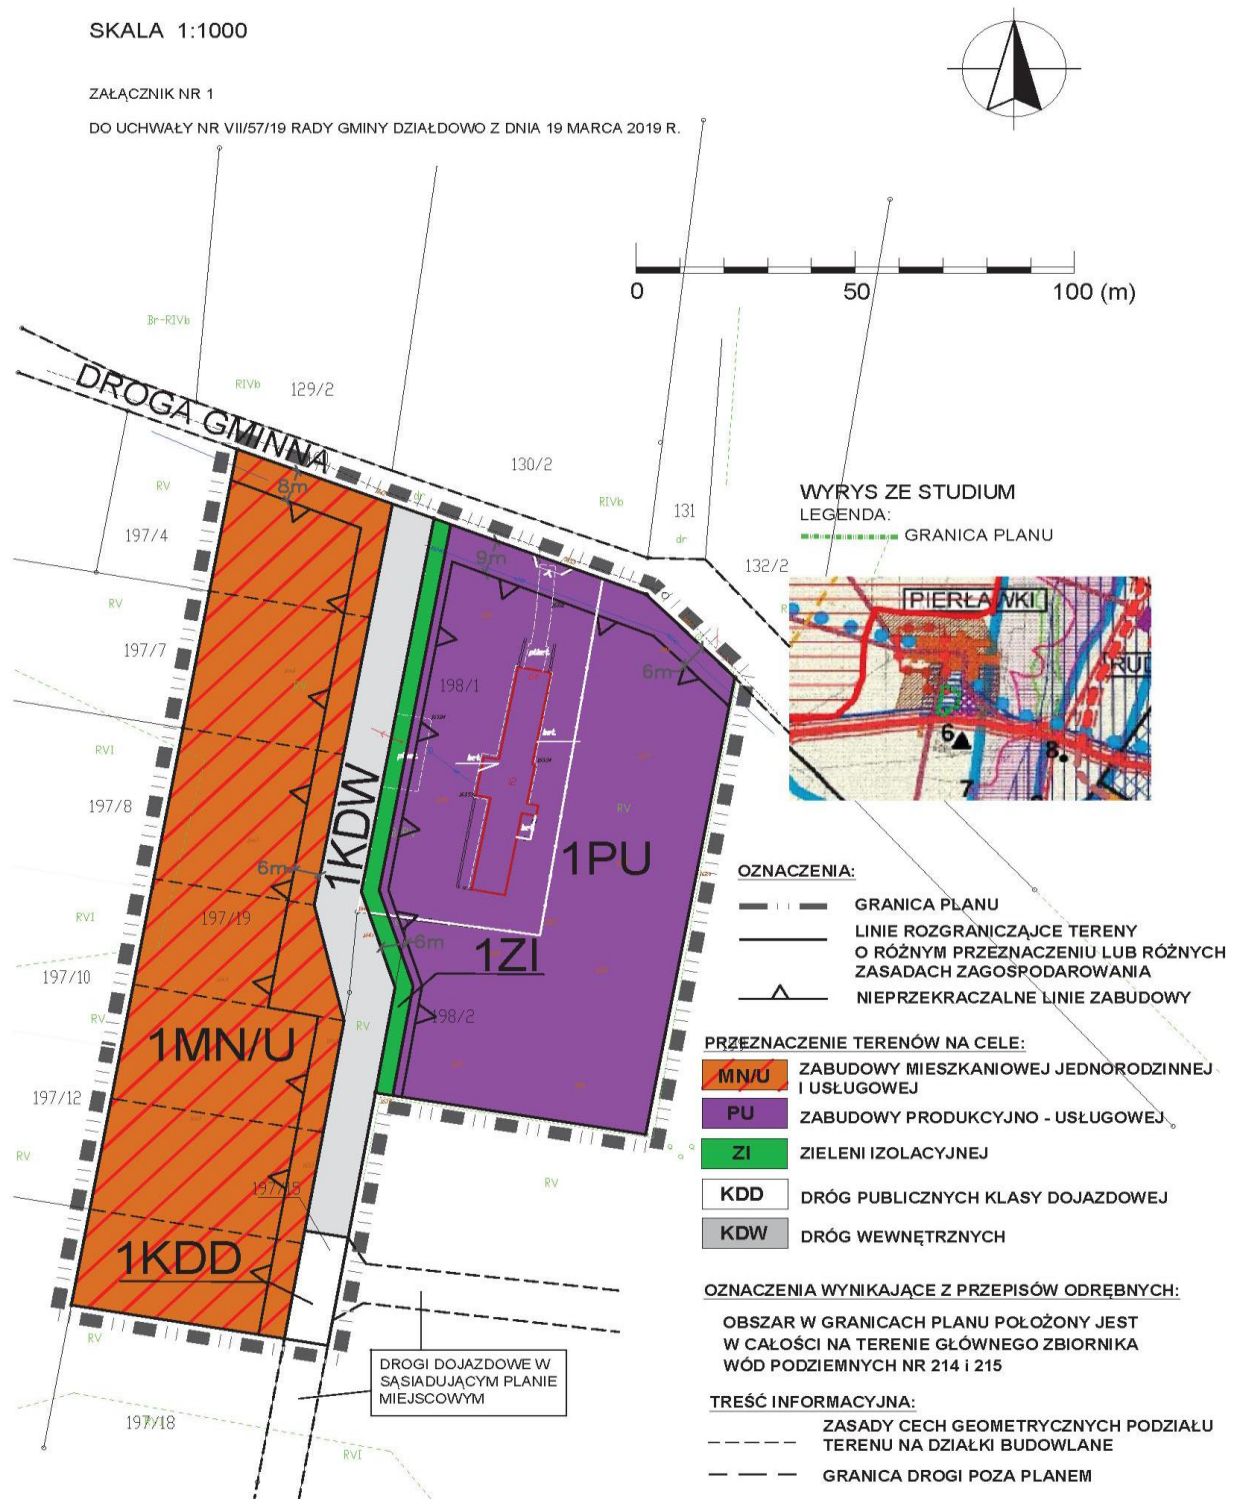 SKALA 1:1000
ZAŁĄCZNIK NR 1
DO UCHWAŁY NR VII/57/19 RADY GMINY DZIAŁDOWO Z DNIA 19 MARCA 2019 R.
0 50 100 (m)
Br-RIVb
RIVb
129/2
DROGA GMINNA
130/2
RIVb
131
dr
132/2
dr
RV
197/4
8m
9m
6m
WYRYS ZE STUDIUM
LEGENDA:
GRANICA PLANU
PIERŁAWKI
RUD
6
8
7
RV
197/7
198/1
RV
RVI
197/8
RV
1KDW
1PU
6m
RVI
197/19
6m
1ZI
197/10
RV
198/2
RV
1MN/U
197/12
RV
RV
197/15
1KDD
RV
DROGI DOJAZDOWE W
SĄSIADUJĄCYM PLANIE
MIEJSCOWYM
197/18
RVI
OZNACZENIA:
GRANICA PLANU
LINIE ROZGRANICZAJĄCE TERENY
O RÓŻNYM PRZEZNACZENIU LUB RÓŻNYCH
ZASADACH ZAGOSPODAROWANIA
NIEPRZEKRACZALNE LINIE ZABUDOWY
PRZEZNACZENIE TERENÓW NA CELE:
MN/U ZABUDOWY MIESZKANIOWEJ JEDNORODZINNEJ
I USŁUGOWEJ
PU ZABUDOWY PRODUKCYJNO - USŁUGOWEJ
ZI ZIELENI IZOLACYJNEJ
KDD DRÓG PUBLICZNYCH KLASY DOJAZDOWEJ
KDW DRÓG WEWNĘTRZNYCH
OZNACZENIA WYNIKAJĄCE Z PRZEPISÓW ODRĘBNYCH:
OBSZAR W GRANICACH PLANU POŁOŻONY JEST
W CAŁOŚCI NA TERENIE GŁÓWNEGO ZBIORNIKA
WÓD PODZIEMNYCH NR 214 i 215
TREŚĆ INFORMACYJNA:
ZASADY CECH GEOMETRYCZNYCH PODZIAŁU
TERENU NA DZIAŁKI BUDOWLANE
GRANICA DROGI POZA PLANEM